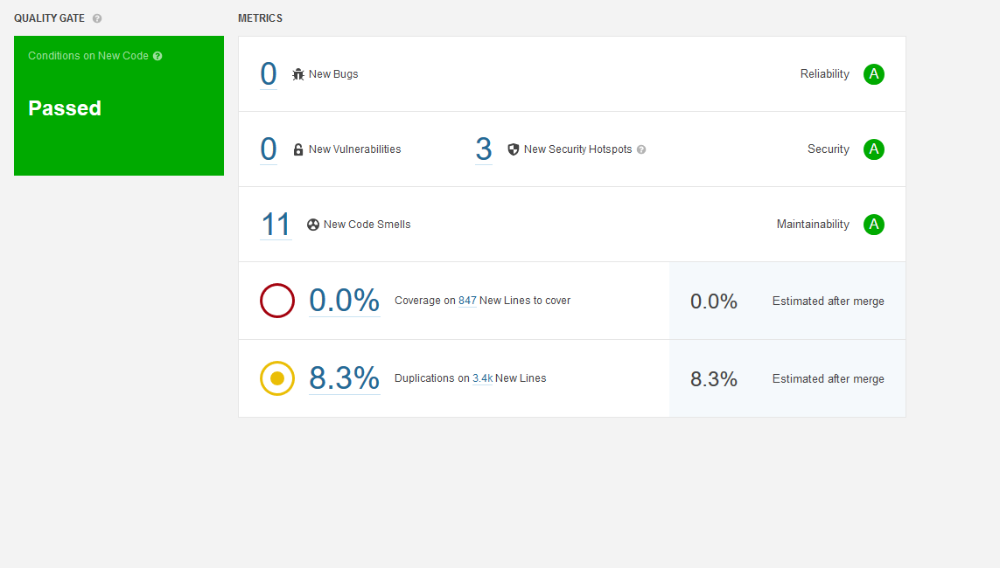 QUALITY GATE
METRICS
Conditions on New Code
Passed
0 New Bugs
Reliability A
0 New Vulnerabilities
3 New Security Hotspots
Security A
11 New Code Smells
Maintainability A
0.0% Coverage on 847 New Lines to cover
0.0% Estimated after merge
8.3% Duplications on 3.4k New Lines
8.3% Estimated after merge